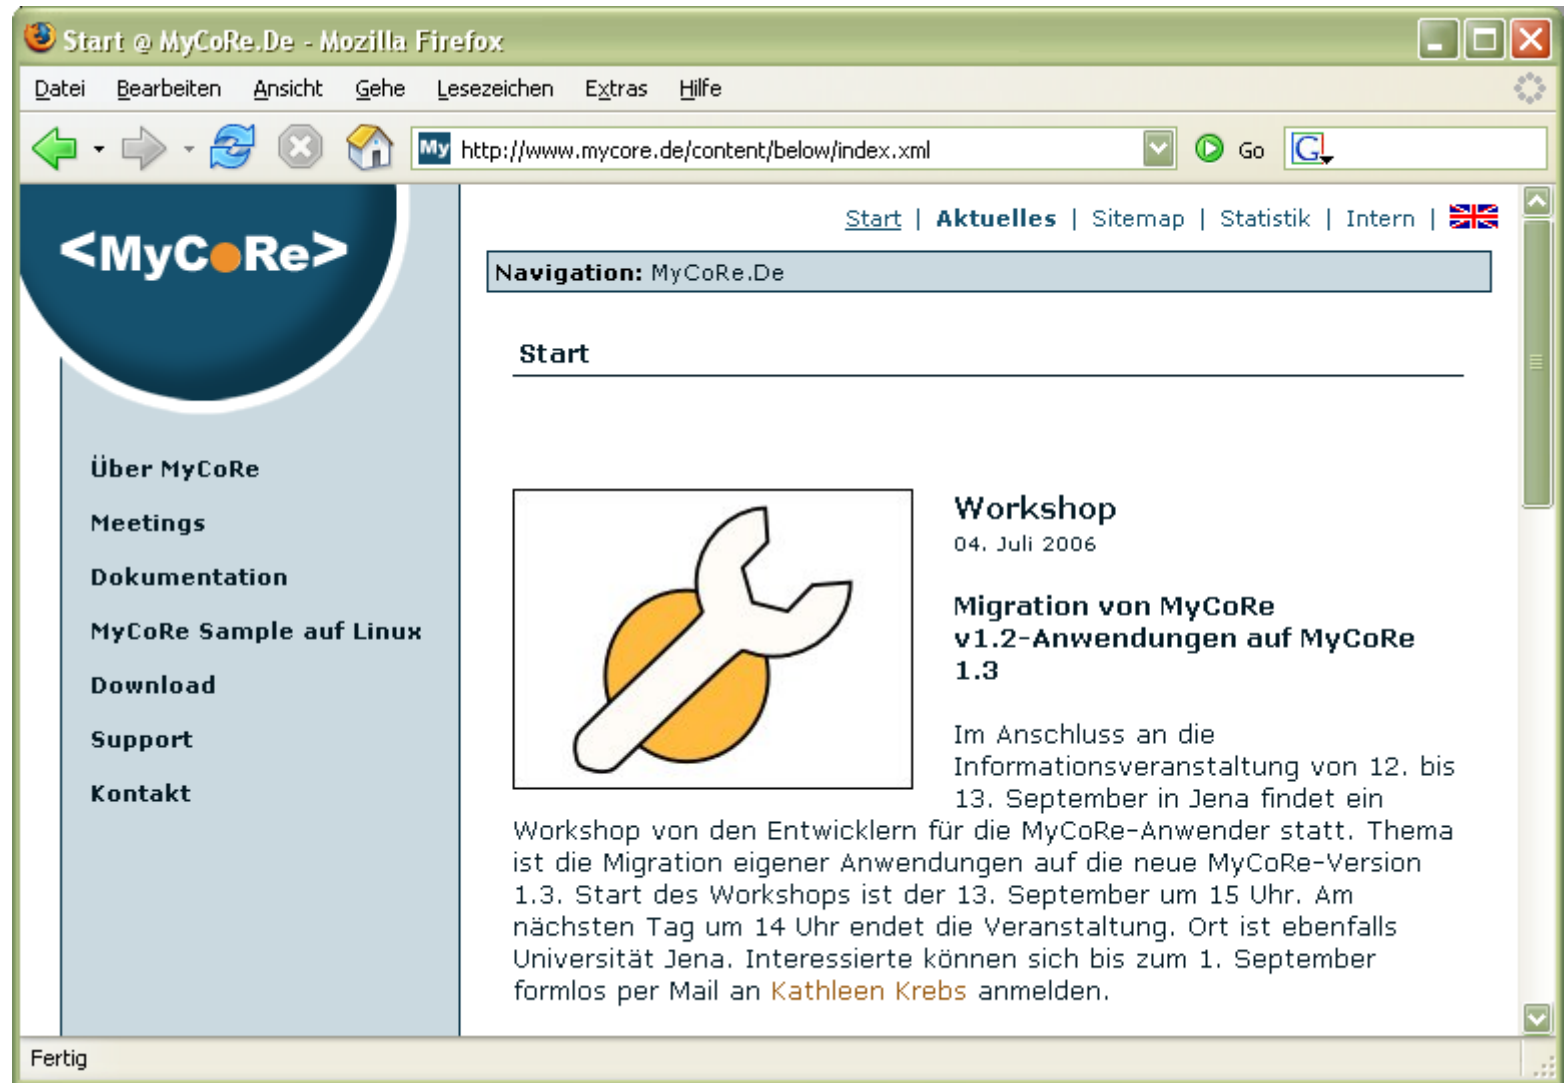 Start @ MyCoRe.De - Mozilla Firefox
Datei Bearbeiten Ansicht Gehe Lesezeichen Extras Hilfe
My http://www.mycore.de/content/below/index.xml Go G
<MyCoRe>
Start | Aktuelles | Sitemap | Statistik | Intern |
Navigation: MyCoRe.De
Start
Über MyCoRe
Meetings
Dokumentation
MyCoRe Sample auf Linux
Download
Support
Kontakt
Workshop
04. Juli 2006
Migration von MyCoRe
v1.2-Anwendungen auf MyCoRe
1.3
Im Anschluss an die
Informationsveranstaltung von 12. bis
13. September in Jena findet ein
Workshop von den Entwicklern für die MyCoRe-Anwender statt. Thema
ist die Migration eigener Anwendungen auf die neue MyCoRe-Version
1.3. Start des Workshops ist der 13. September um 15 Uhr. Am
nächsten Tag um 14 Uhr endet die Veranstaltung. Ort ist ebenfalls
Universität Jena. Interessierte können sich bis zum 1. September
formlos per Mail an Kathleen Krebs anmelden.
Fertig